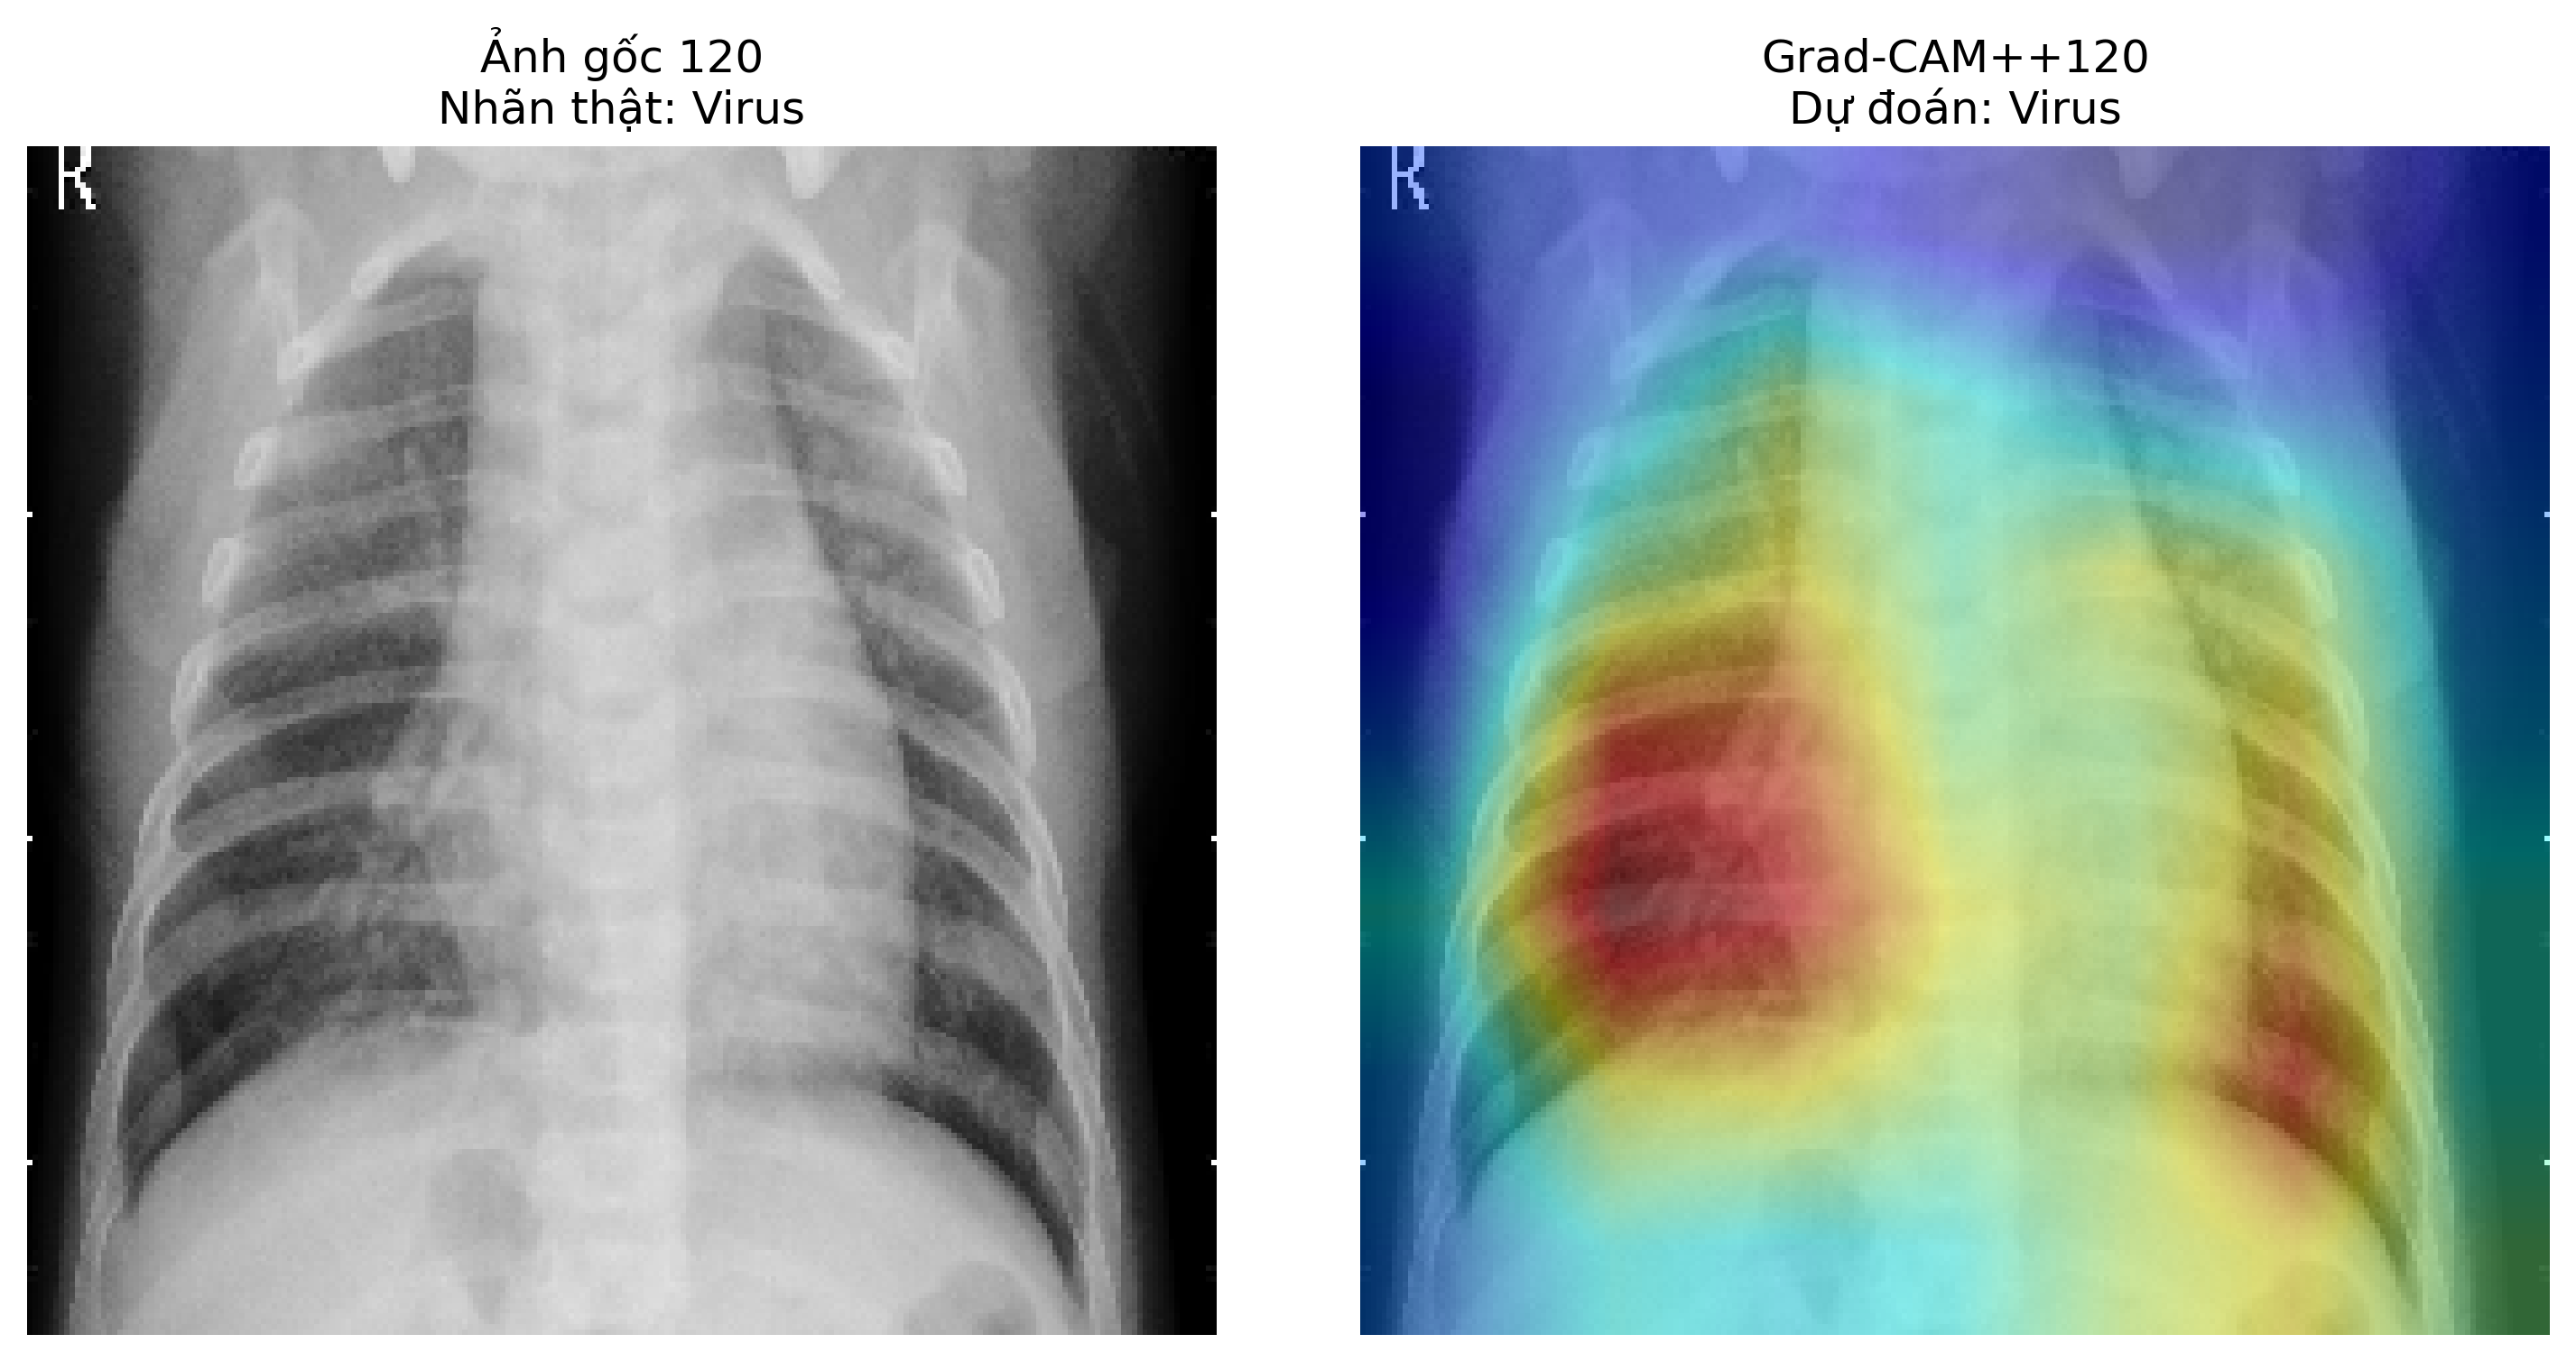 Ảnh gốc 120
Nhãn thật: Virus
Grad-CAM++120
Dự đoán: Virus
R
R